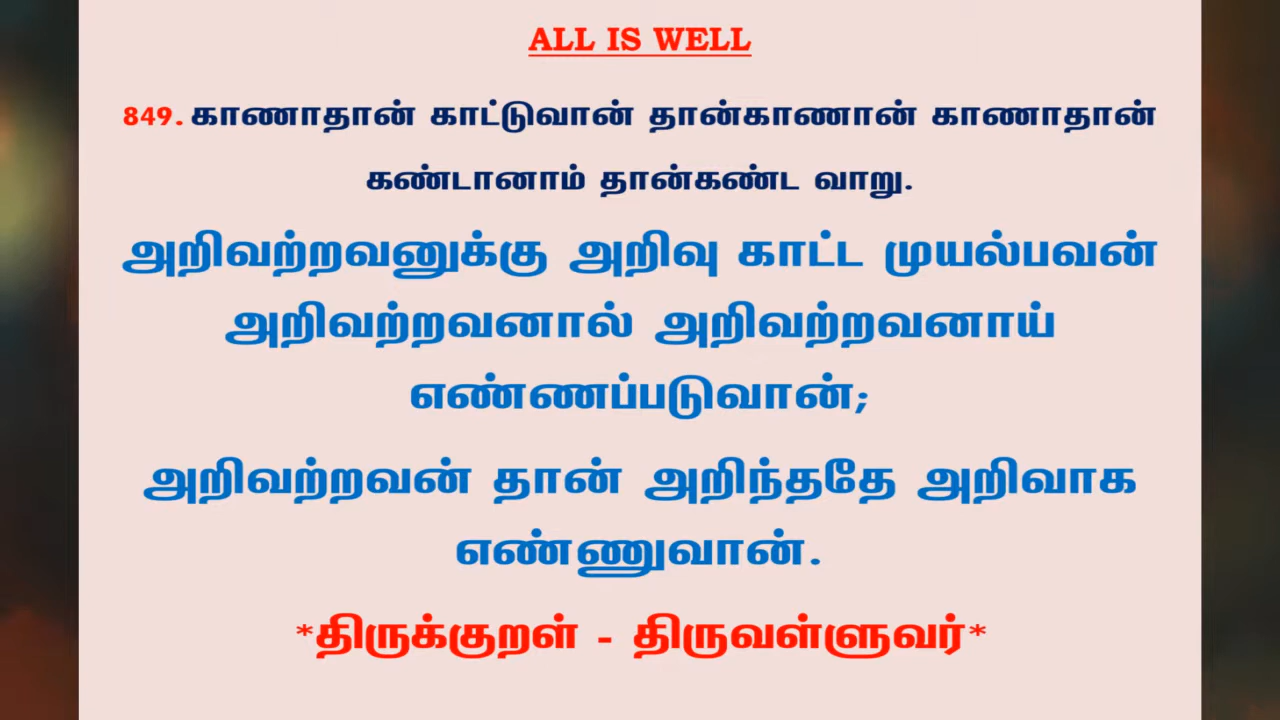 ALL IS WELL
849. காணாதான் காட்டுவான் தான்காணான் காணாதான்
கண்டானாம் தான்கண்ட வாறு.
அறிவற்றவனுக்கு அறிவு காட்ட முயல்பவன்
அறிவற்றவனால் அறிவற்றவனாய்
எண்ணப்படுவான்;
அறிவற்றவன் தான் அறிந்ததே அறிவாக
எண்ணுவான்.
*திருக்குறள் - திருவள்ளுவர்*